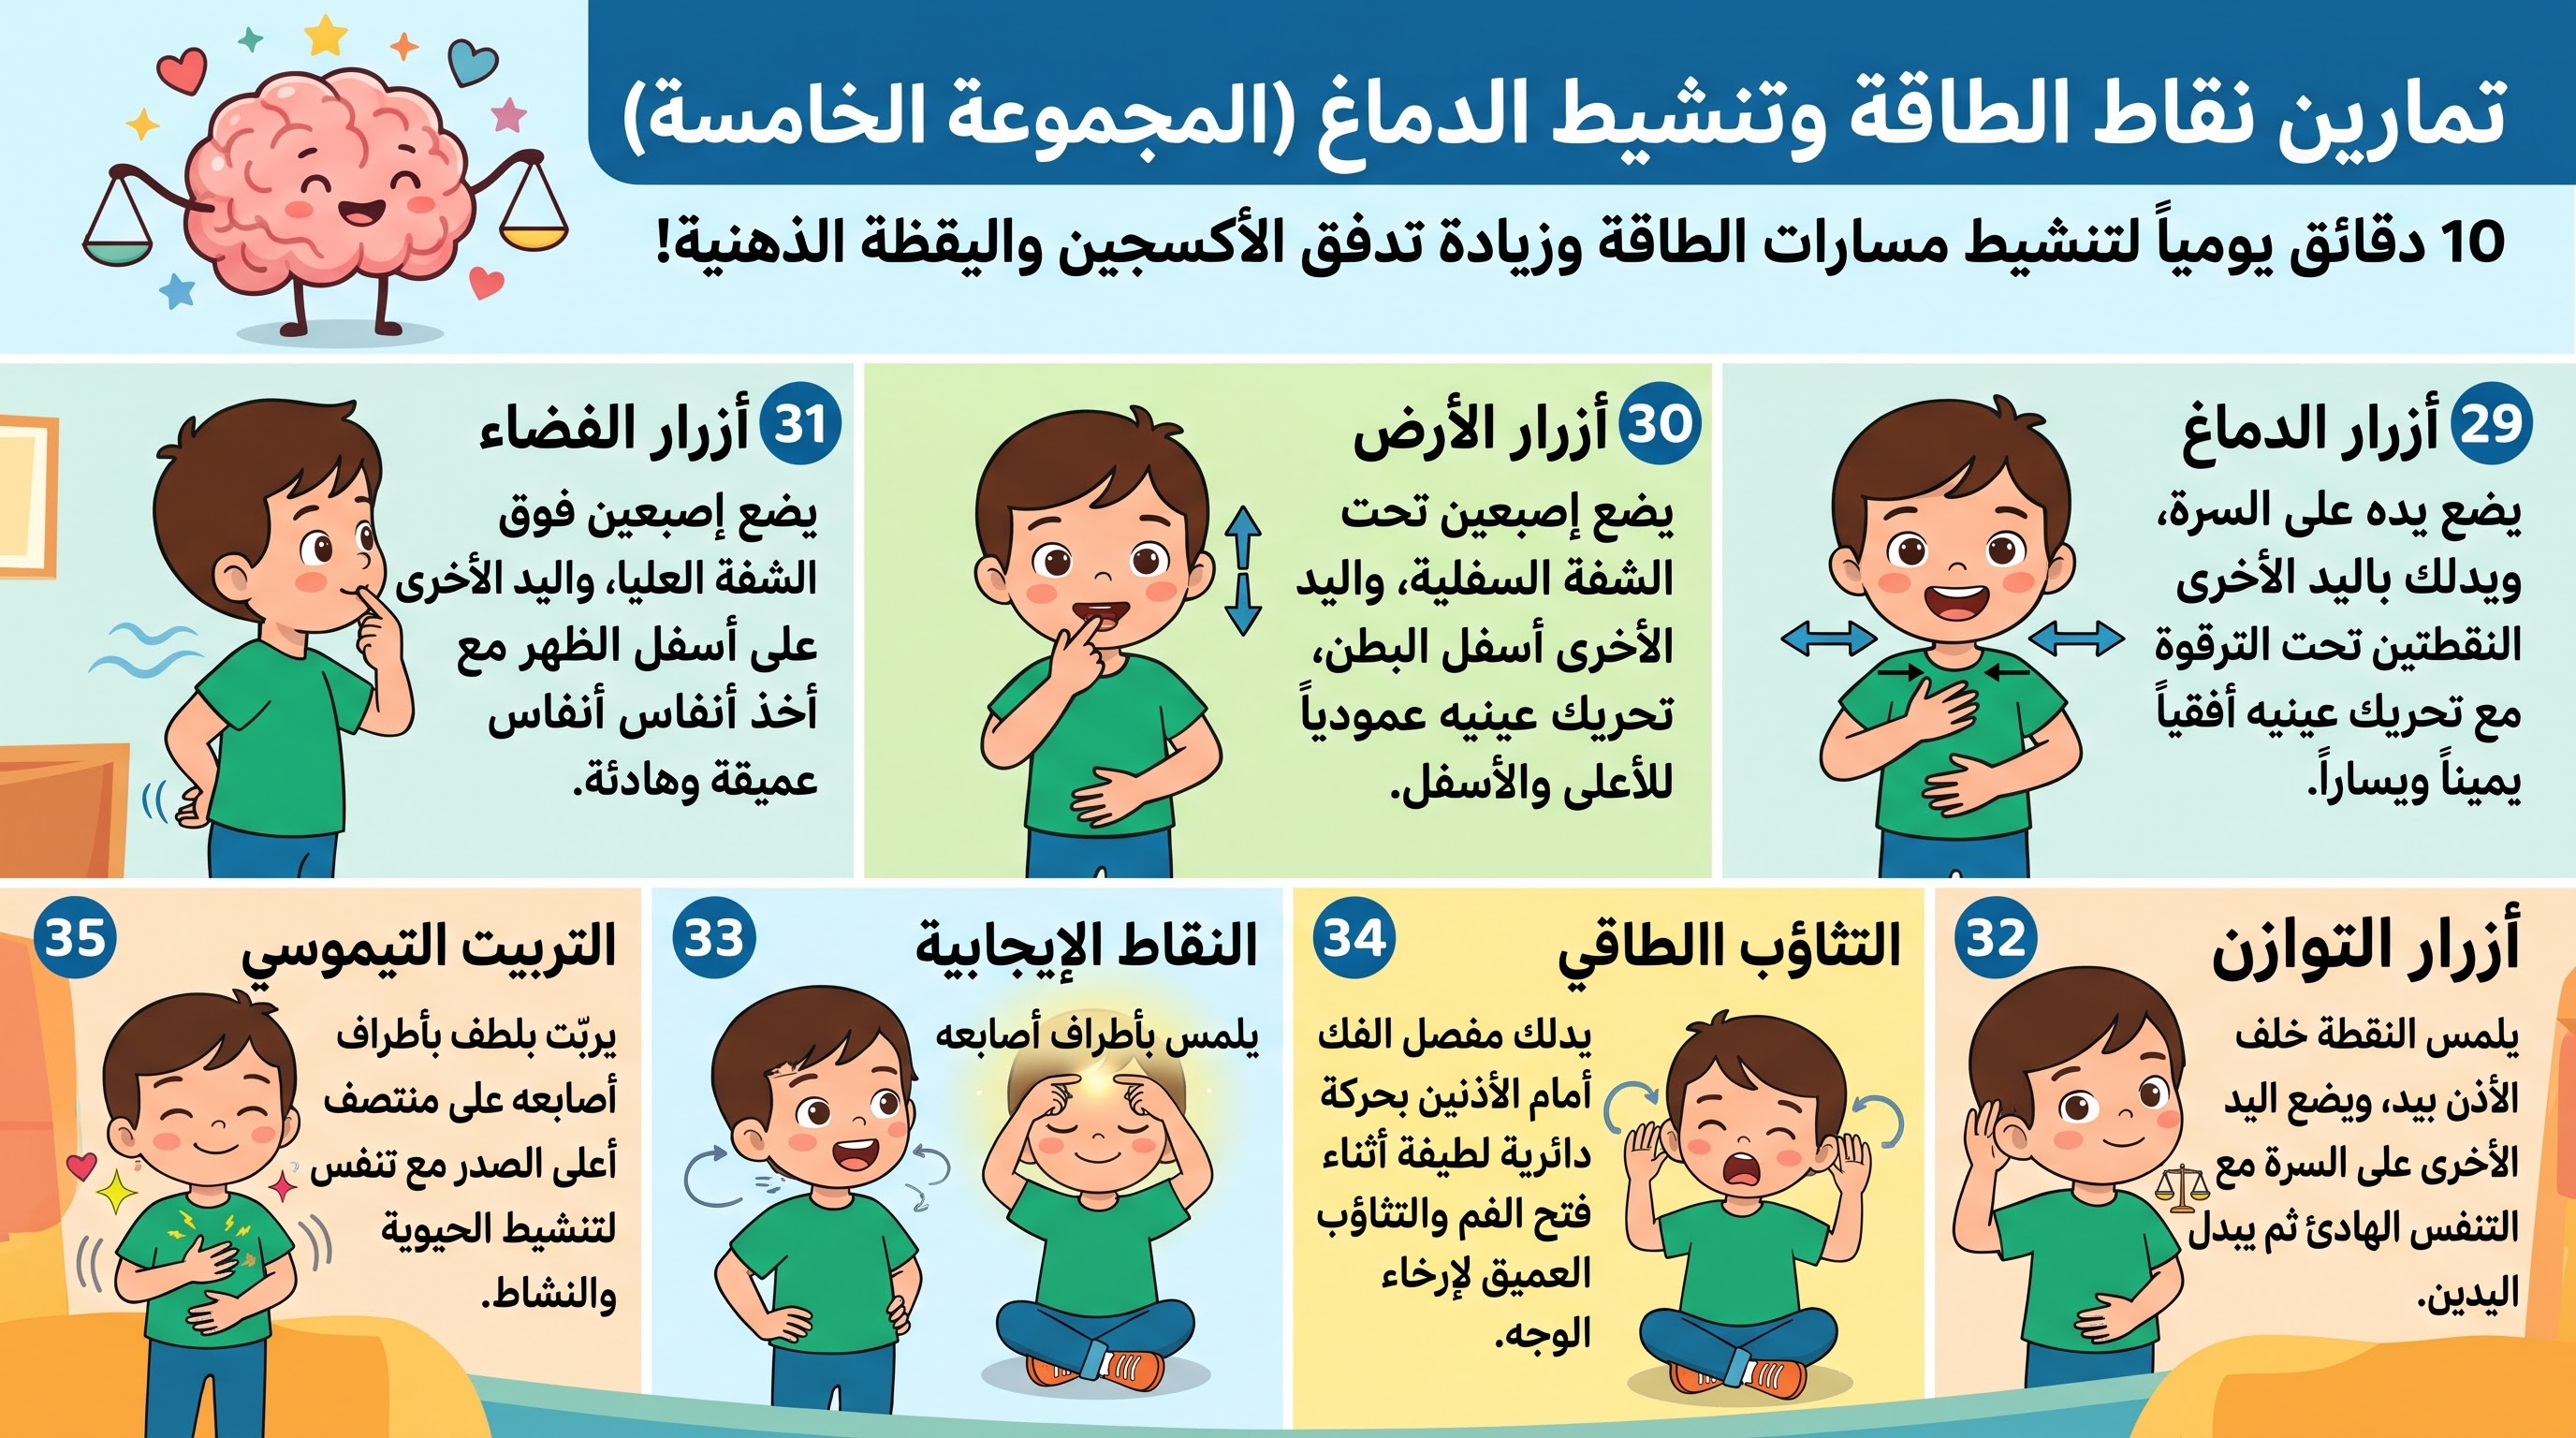 تمارين نقاط الطاقة وتنشيط الدماغ (المجموعة الخامسة)
10 دقائق يومياً لتنشيط مسارات الطاقة وزيادة تدفق الأكسجين واليقظة الذهنية!
29 أزرار الدماغ
يضع يده على السرة،
ويدلك باليد الأخرى
النقطتين تحت الترقوة
مع تحريك عينيه أفقياً
يميناً ويساراً.
30 أزرار الأرض
يضع إصبعين تحت
الشفة السفلية، واليد
الأخرى أسفل البطن،
تحريك عينيه عمودياً
للأعلى والأسفل.
31 أزرار الفضاء
يضع إصبعين فوق
الشفة العليا، واليد الأخرى
على أسفل الظهر مع
أخذ أنفاس أنفاس
عميقة وهادئة.
أزرار التوازن 32
يلمس النقطة خلف
الأذن بيد، ويضع اليد
الأخرى على السرة مع
التنفس الهادئ ثم يبدل
اليدين.
التثاؤب االطاقي 34
يدلك مفصل الفك
أمام الأذنين بحركة
دائرية لطيفة أثناء
فتح الفم والتثاؤب
العميق لإرخاء
الوجه.
النقاط الإيجابية 33
يلمس بأطراف أصابعه
التربيت التيموسي 35
يربّت بلطف بأطراف
أصابعه على منتصف
أعلى الصدر مع تنفس
لتنشيط الحيوية
والنشاط.